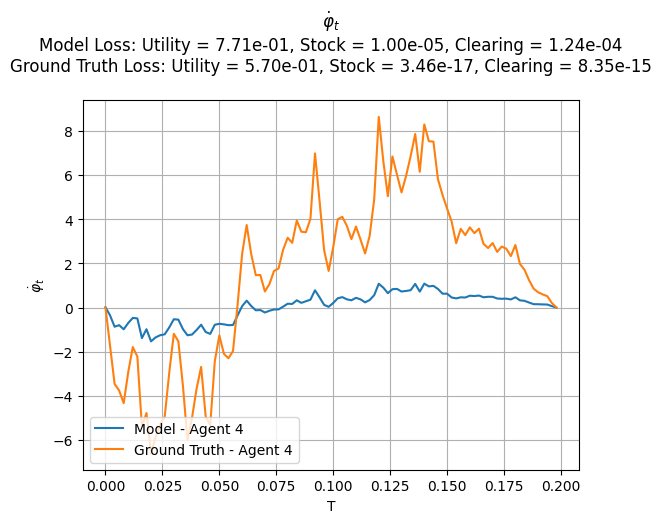 φ̇ₜ
Model Loss: Utility = 7.71e-01, Stock = 1.00e-05, Clearing = 1.24e-04
Ground Truth Loss: Utility = 5.70e-01, Stock = 3.46e-17, Clearing = 8.35e-15
8
6
4
2
0
−2
−4
−6
φ̇ₜ
Model - Agent 4
Ground Truth - Agent 4
0.000 0.025 0.050 0.075 0.100 0.125 0.150 0.175 0.200
T